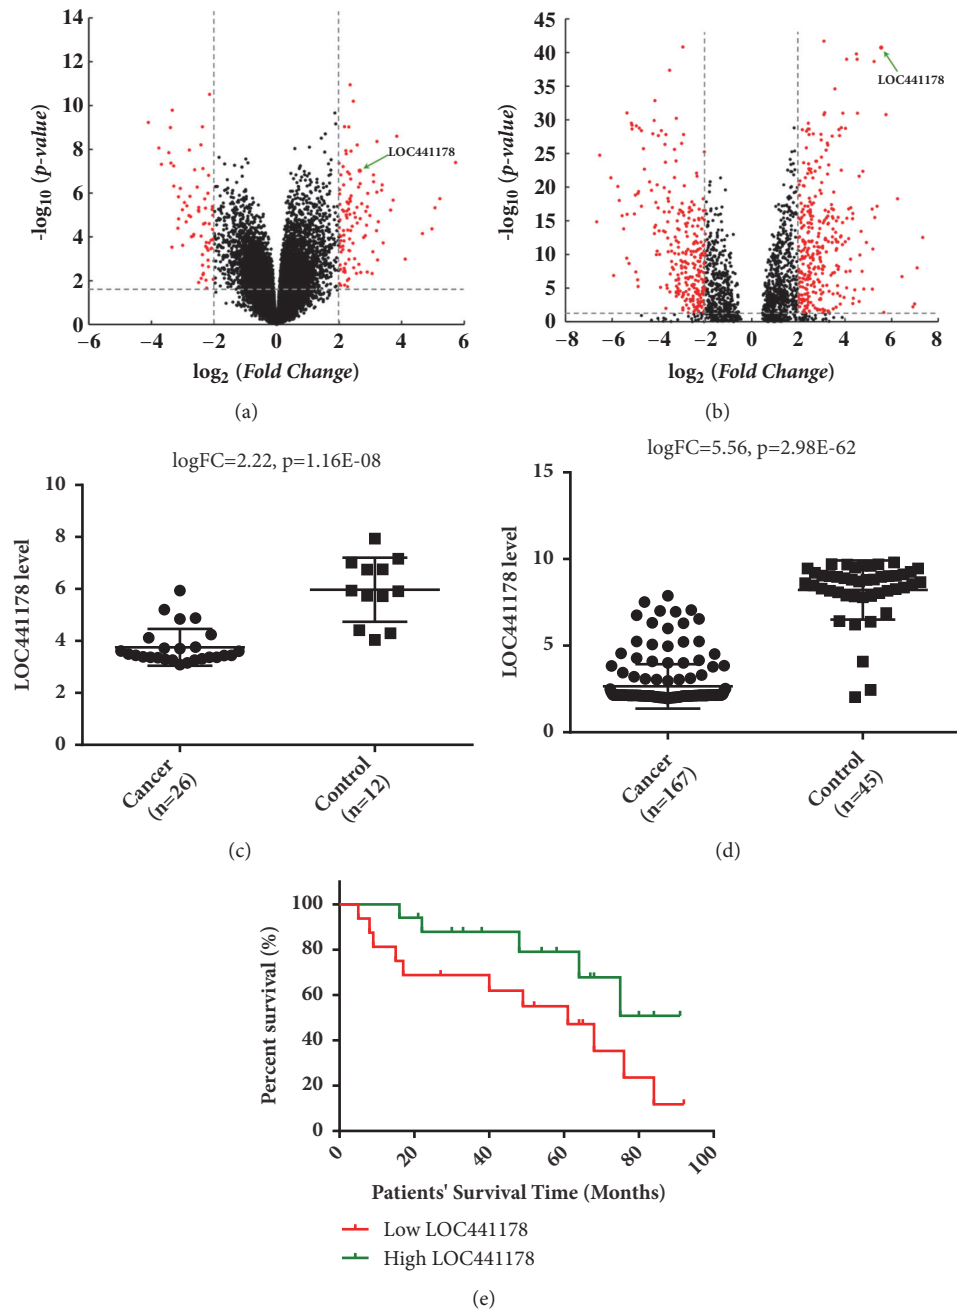 14
12
10
8
6
4
2
0
-log10 (p-value)
LOC441178
−6
−4
−2
0
2
4
6
log2 (Fold Change)
(a)
45
40
35
30
25
20
15
10
5
0
-log10 (p-value)
LOC441178
−8
−6
−4
−2
0
2
4
6
8
log2 (Fold Change)
(b)
logFC=2.22, p=1.16E-08
10
8
6
4
2
0
LOC441178 level
Cancer
(n=26)
Control
(n=12)
(c)
logFC=5.56, p=2.98E-62
15
10
5
0
LOC441178 level
Cancer
(n=167)
Control
(n=45)
(d)
100
80
60
40
20
0
Percent survival (%)
0
20
40
60
80
100
Patients' Survival Time (Months)
Low LOC441178
High LOC441178
(e)